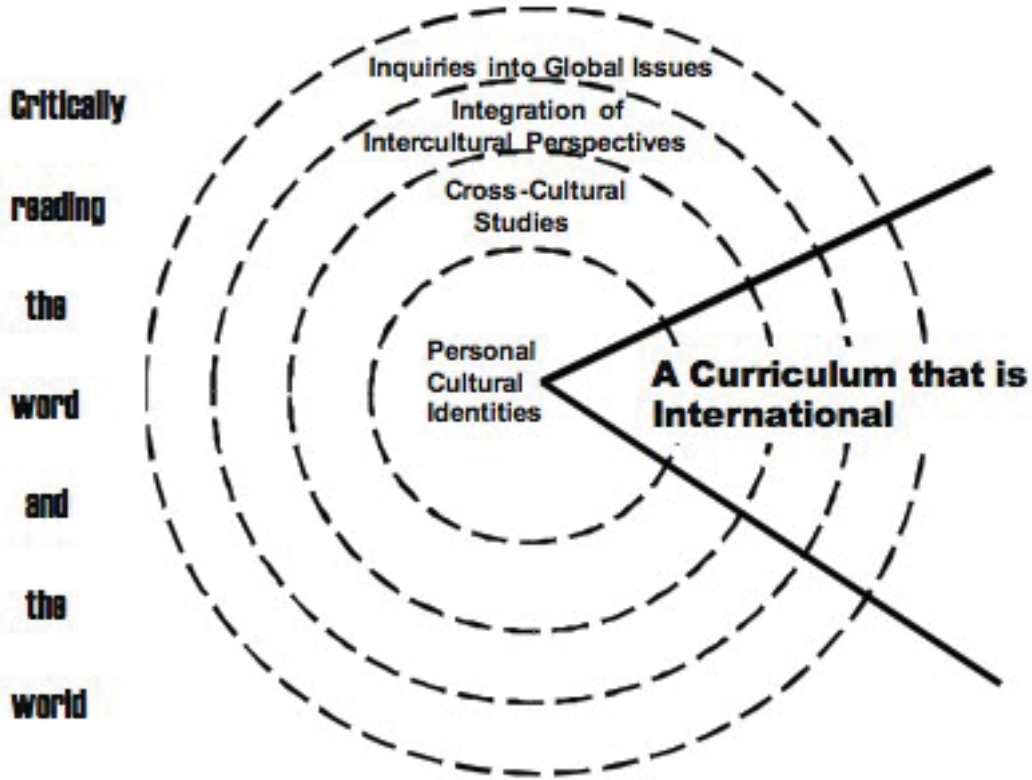 Critically
reading
the
word
and
the
world
Inquiries into Global Issues
Integration of
Intercultural Perspectives
Cross-Cultural
Studies
Personal
Cultural
Identities
A Curriculum that is
International